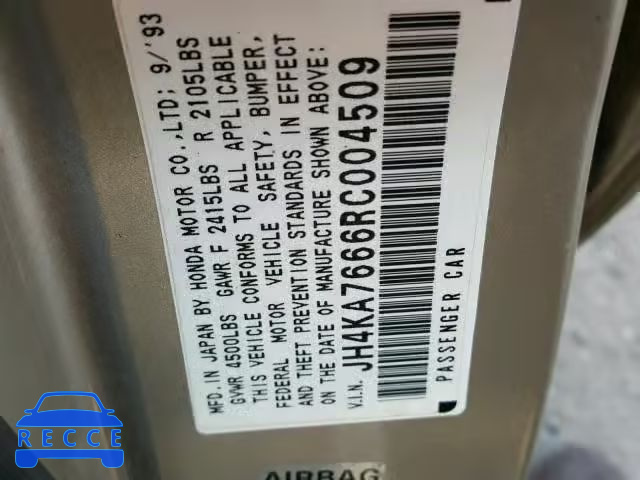 MFD. IN JAPAN BY HONDA MOTOR CO.,LTD; 9/'93
GVWR 4500LBS GAWR F 2415LBS R 2105LBS
THIS VEHICLE CONFORMS TO ALL APPLICABLE
FEDERAL MOTOR VEHICLE SAFETY, BUMPER,
AND THEFT PREVENTION STANDARDS IN EFFECT
ON THE DATE OF MANUFACTURE SHOWN ABOVE:
V.I.N. JH4KA7666RC004509
PASSENGER CAR
AIRBAG
RECCE